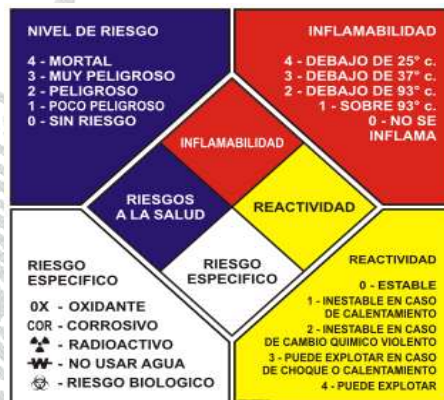 NIVEL DE RIESGO
4 - MORTAL
3 - MUY PELIGROSO
2 - PELIGROSO
1 - POCO PELIGROSO
0 - SIN RIESGO
INFLAMABILIDAD
4 - DEBAJO DE 25° c.
3 - DEBAJO DE 37° c.
2 - DEBAJO DE 93° c.
1 - SOBRE 93° c.
0 - NO SE
INFLAMA
INFLAMABILIDAD
RIESGOS
A LA SALUD
REACTIVIDAD
RIESGO
ESPECIFICO
RIESGO
ESPECIFICO
0X - OXIDANTE
COR - CORROSIVO
- RADIOACTIVO
W - NO USAR AGUA
- RIESGO BIOLOGICO
REACTIVIDAD
0 - ESTABLE
1 - INESTABLE EN CASO
DE CALENTAMIENTO
2 - INESTABLE EN CASO
DE CAMBIO QUIMICO VIOLENTO
3 - PUEDE EXPLOTAR EN CASO
DE CHOQUE O CALENTAMIENTO
4 - PUEDE EXPLOTAR